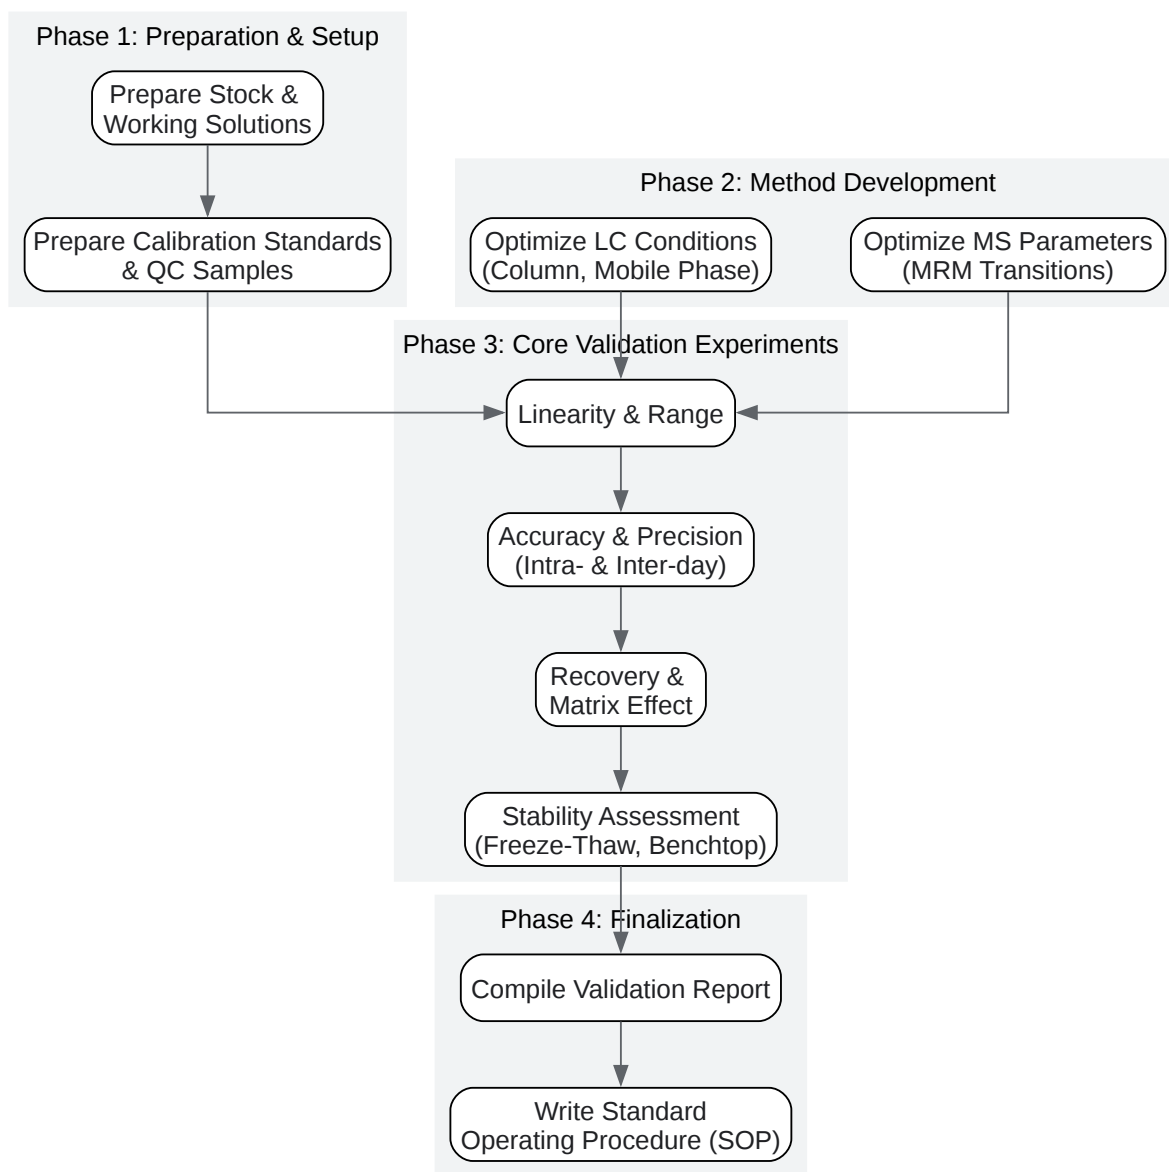 Phase 1: Preparation & Setup
Prepare Stock &
Working Solutions
Prepare Calibration Standards
& QC Samples
Phase 2: Method Development
Optimize LC Conditions
(Column, Mobile Phase)
Optimize MS Parameters
(MRM Transitions)
Phase 3: Core Validation Experiments
Linearity & Range
Accuracy & Precision
(Intra- & Inter-day)
Recovery &
Matrix Effect
Stability Assessment
(Freeze-Thaw, Benchtop)
Phase 4: Finalization
Compile Validation Report
Write Standard
Operating Procedure (SOP)